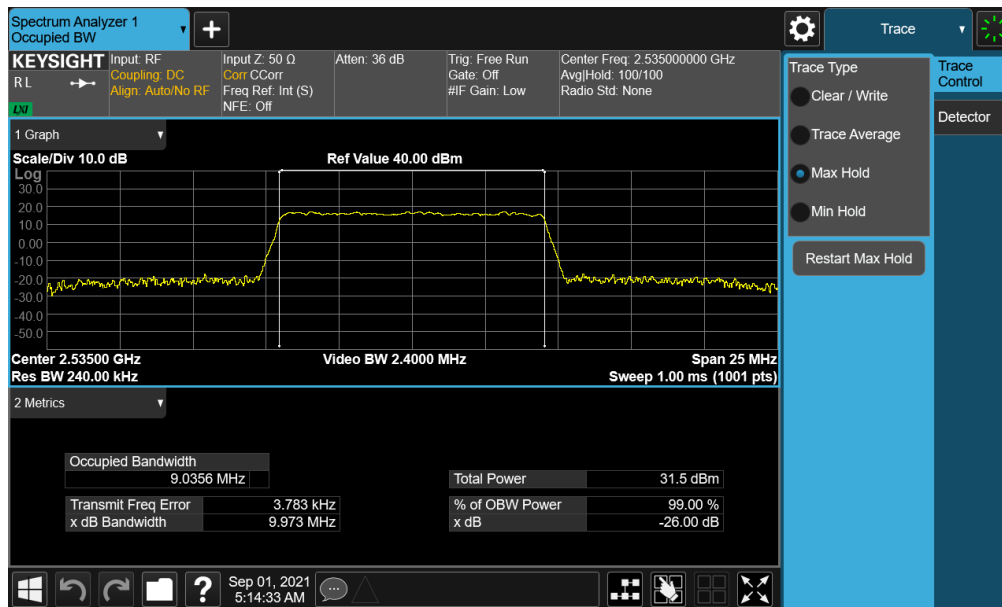 Spectrum Analyzer 1
Occupied BW
+
Trace
KEYSIGHT Input: RF Input Z: 50 Ω Atten: 36 dB Trig: Free Run Center Freq: 2.535000000 GHz
R L Coupling: DC Corr CCorr Gate: Off Avg|Hold: 100/100
Align: Auto/No RF Freq Ref: Int (S) #IF Gain: Low Radio Std: None
LXI NFE: Off
Trace Type
Clear / Write
Trace Average
Max Hold
Min Hold
Restart Max Hold
Trace
Control
Detector
1 Graph
Scale/Div 10.0 dB Ref Value 40.00 dBm
Log
30.0
20.0
10.0
0.00
-10.0
-20.0
-30.0
-40.0
-50.0
Center 2.53500 GHz Video BW 2.4000 MHz Span 25 MHz
Res BW 240.00 kHz Sweep 1.00 ms (1001 pts)
2 Metrics
Occupied Bandwidth
9.0356 MHz Total Power 31.5 dBm
Transmit Freq Error 3.783 kHz % of OBW Power 99.00 %
x dB Bandwidth 9.973 MHz x dB -26.00 dB
? Sep 01, 2021
5:14:33 AM